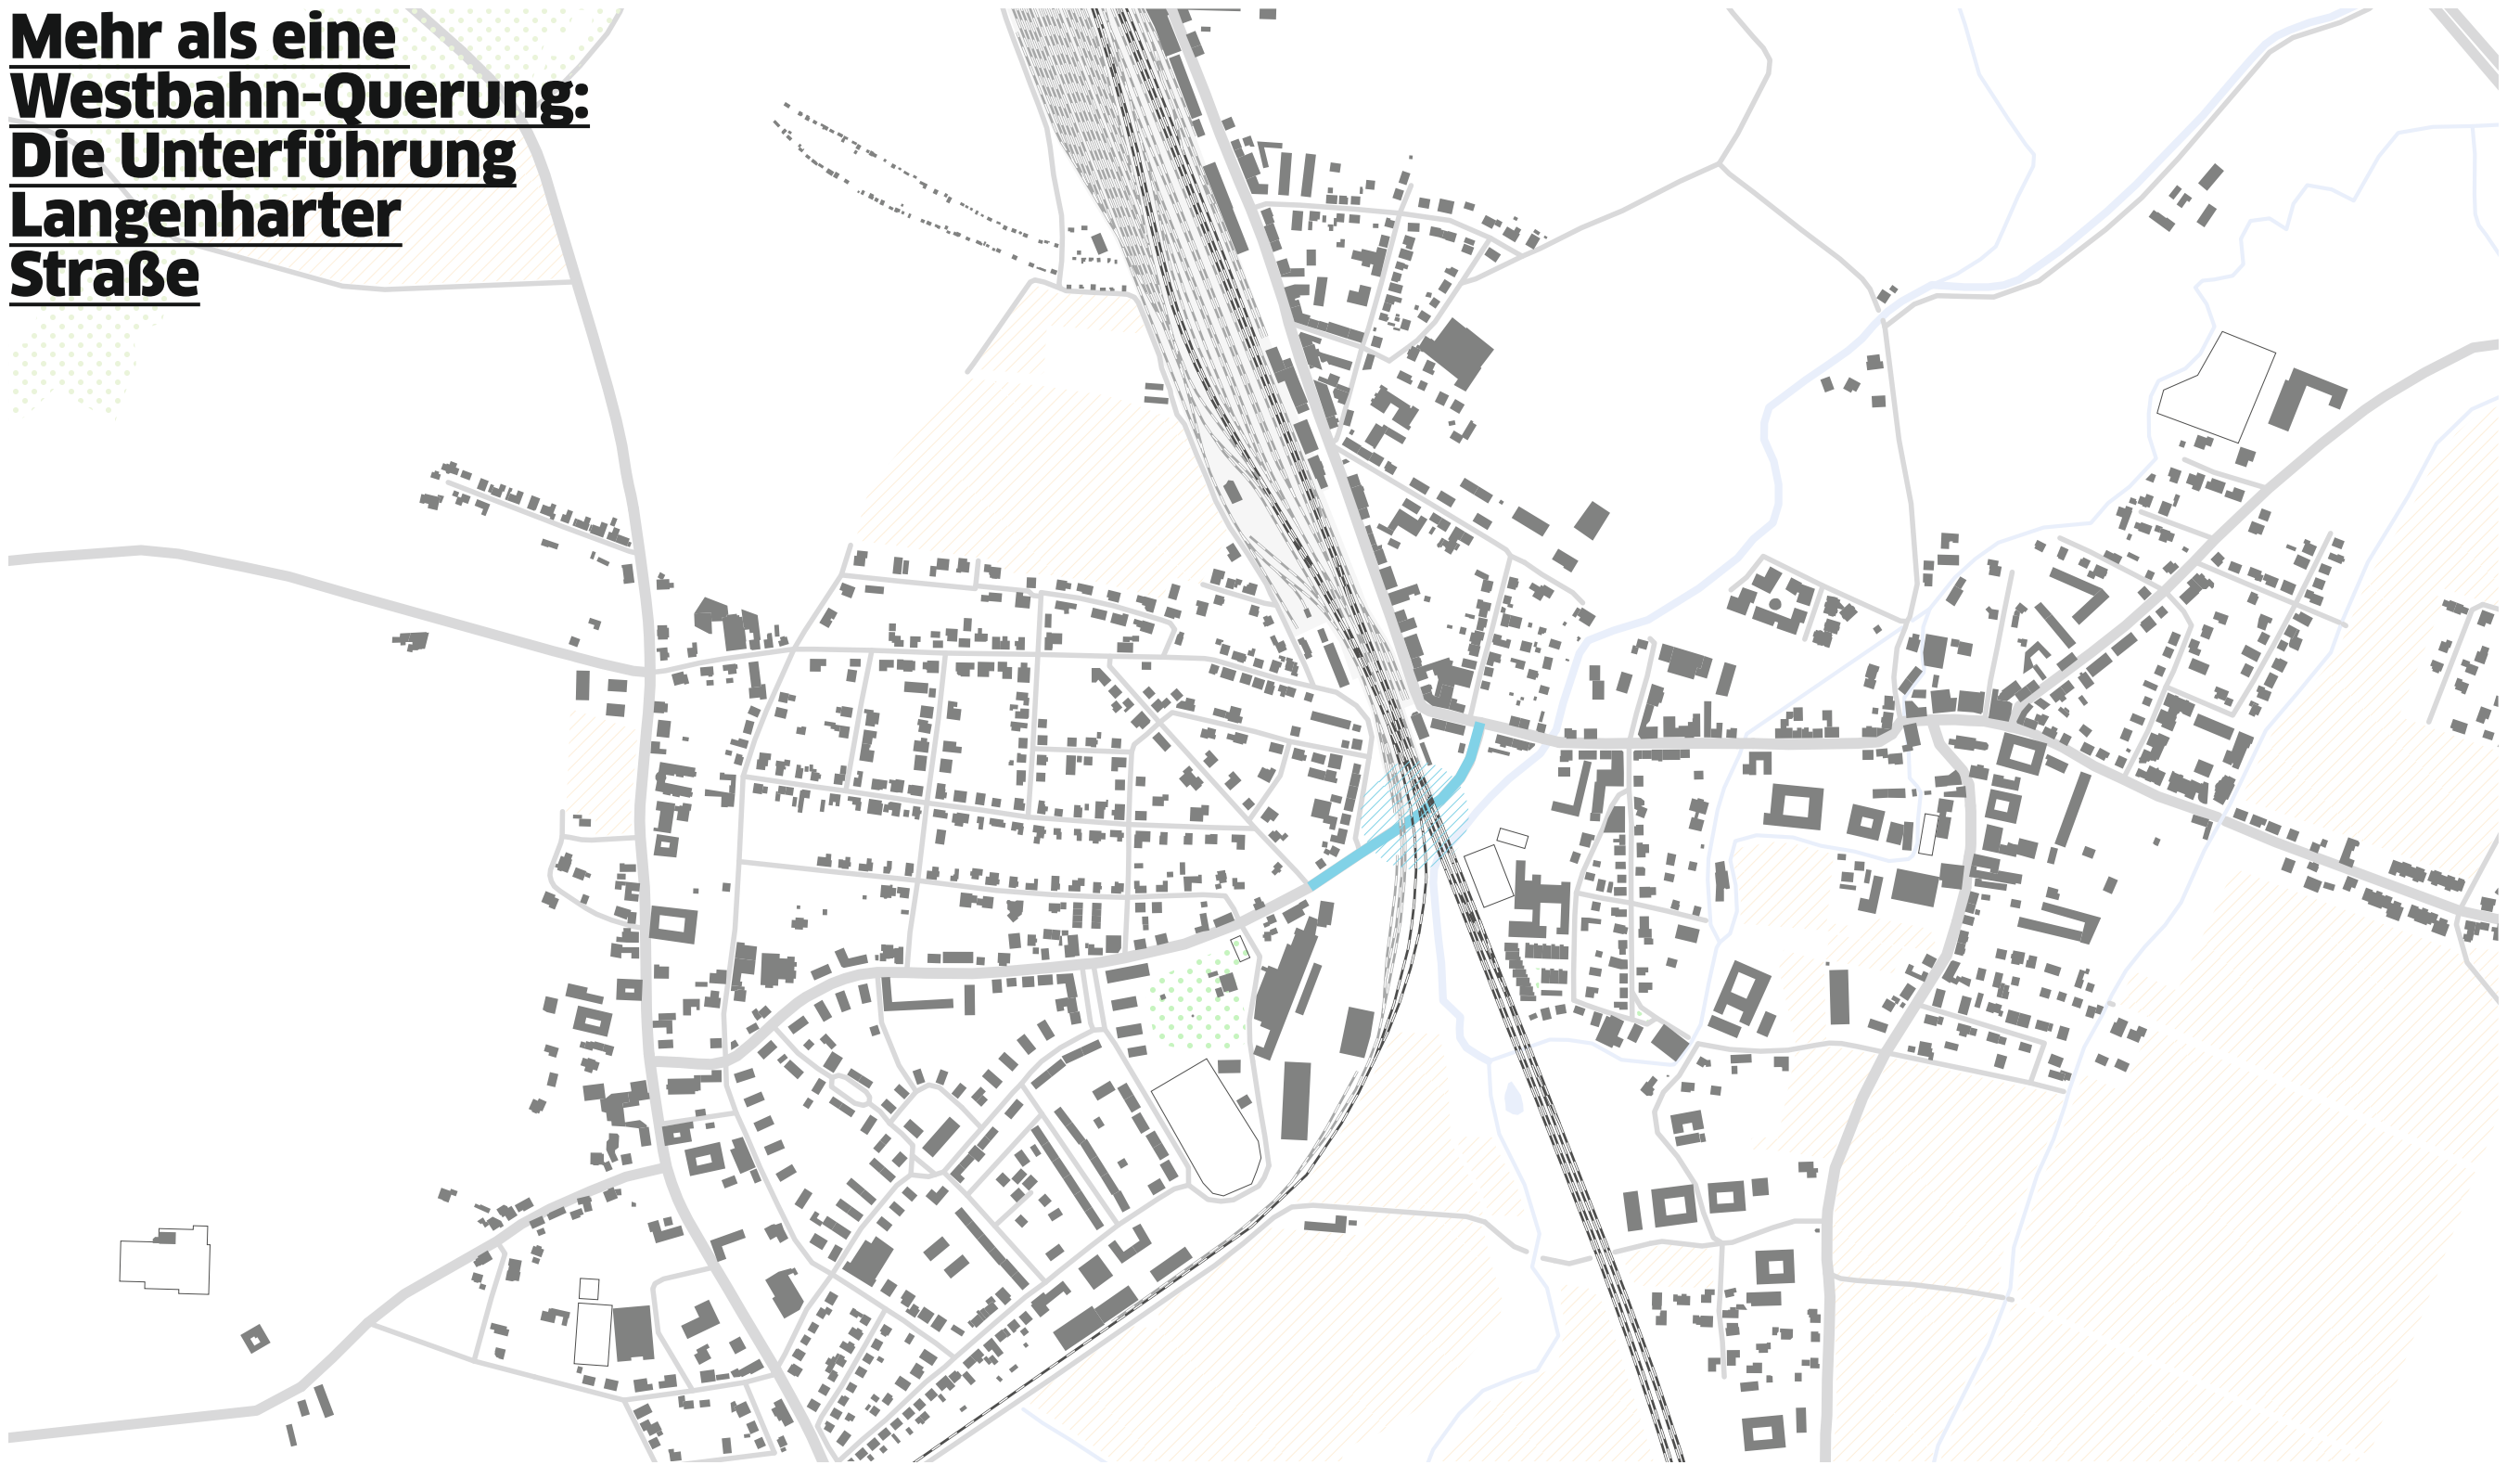 Mehr als eine
Westbahn-Querung:
Die Unterführung
Langenharter
Straße